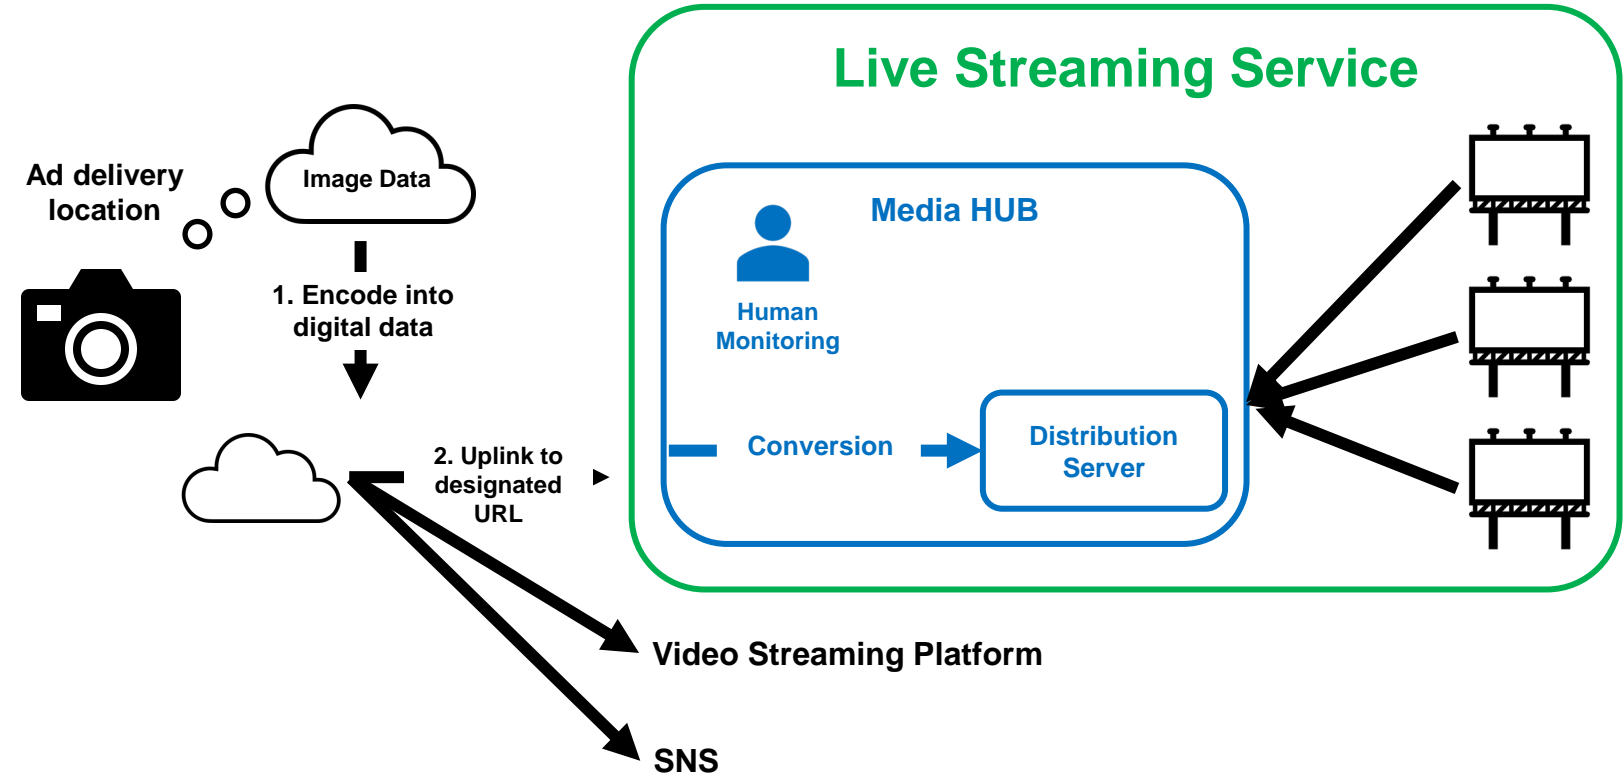 Live Streaming Service
Ad delivery
location
Image Data
1. Encode into
digital data
2. Uplink to
designated
URL
Media HUB
Human
Monitoring
Conversion
Distribution
Server
Video Streaming Platform
SNS